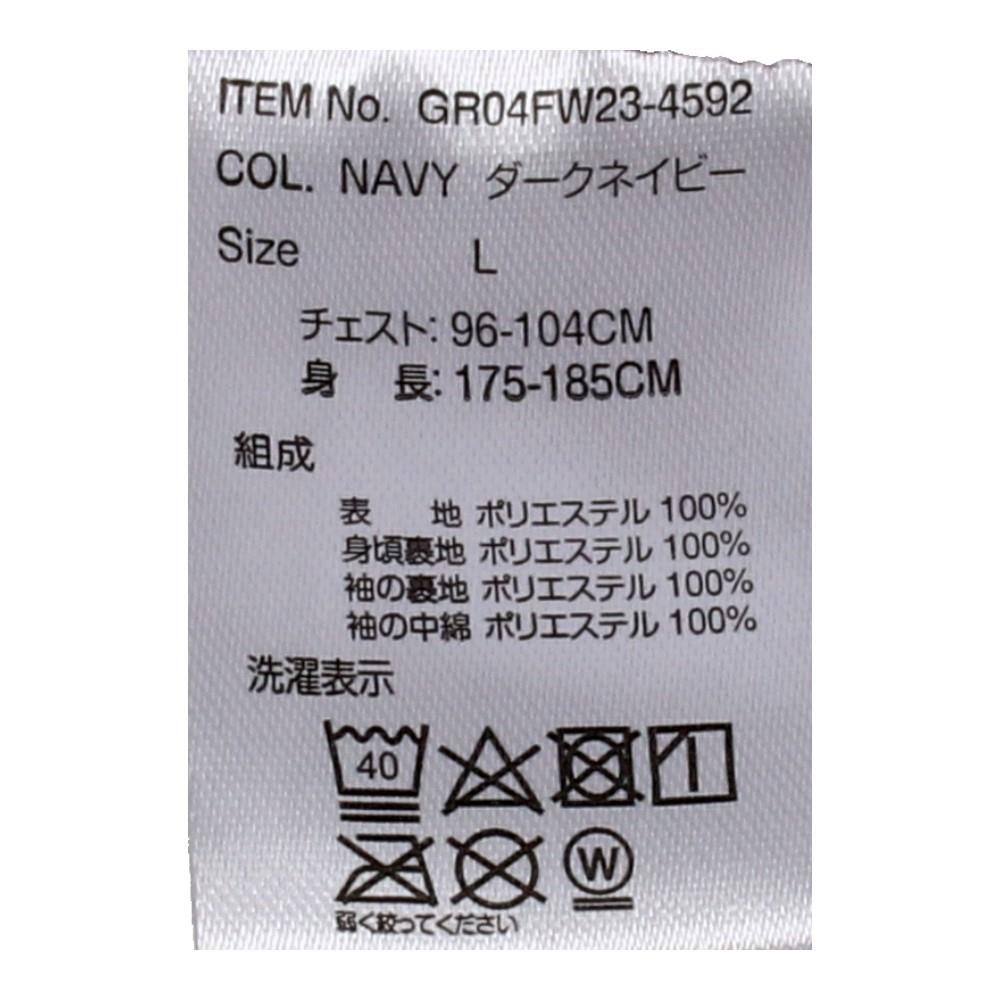 ITEM No. GR04FW23-4592
COL. NAVY ダークネイビー
Size L
チェスト: 96-104CM
身 長: 175-185CM
組成
表 地 ポリエステル 100%
身頃裏地 ポリエステル 100%
袖の裏地 ポリエステル 100%
袖の中綿 ポリエステル 100%
洗濯表示
40
W
弱く絞ってください